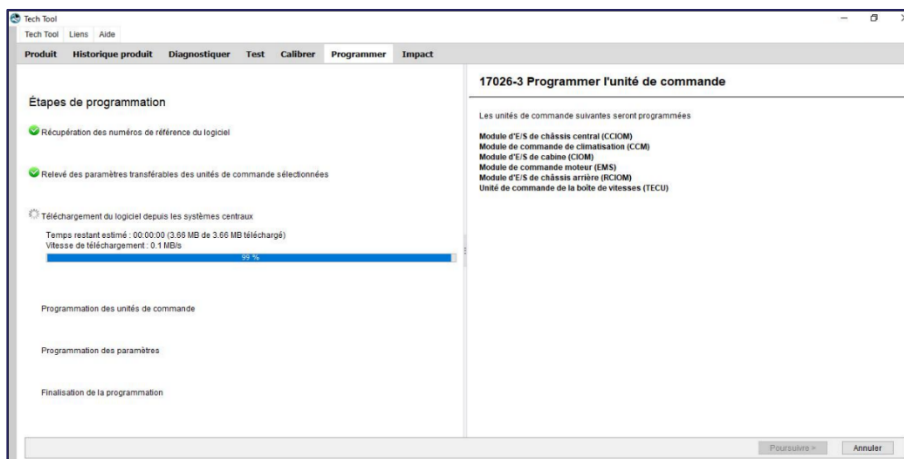 Tech Tool
Tech Tool Liens Aide
Produit Historique produit Diagnostiquer Test Calibrer Programmer Impact
Étapes de programmation
Récupération des numéros de référence du logiciel
Relevé des paramètres transférables des unités de commande sélectionnées
Téléchargement du logiciel depuis les systèmes centraux
Temps restant estimé : 00:00:00 (3.66 MB de 3.66 MB téléchargé)
Vitesse de téléchargement : 0.1 MB/s
99 %
Programmation des unités de commande
Programmation des paramètres
Finalisation de la programmation
17026-3 Programmer l'unité de commande
Les unités de commande suivantes seront programmées
Module d'E/S de châssis central (CCIOM)
Module de commande de climatisation (CCM)
Module d'E/S de cabine (CIOM)
Module de commande moteur (EMS)
Module d'E/S de châssis arrière (RCIOM)
Unité de commande de la boîte de vitesses (TECU)
Poursuivre >
Annuler